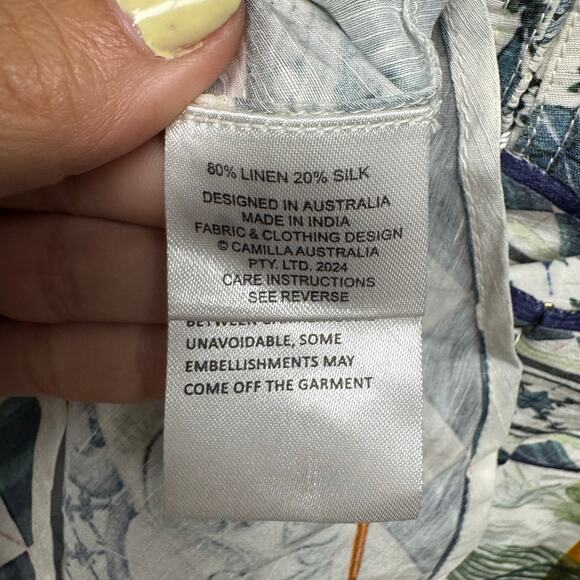 80% LINEN 20% SILK
DESIGNED IN AUSTRALIA
MADE IN INDIA
FABRIC & CLOTHING DESIGN
© CAMILLA AUSTRALIA
PTY. LTD. 2024
CARE INSTRUCTIONS
SEE REVERSE
BETWEEN
UNAVOIDABLE, SOME
EMBELLISHMENTS MAY
COME OFF THE GARMENT